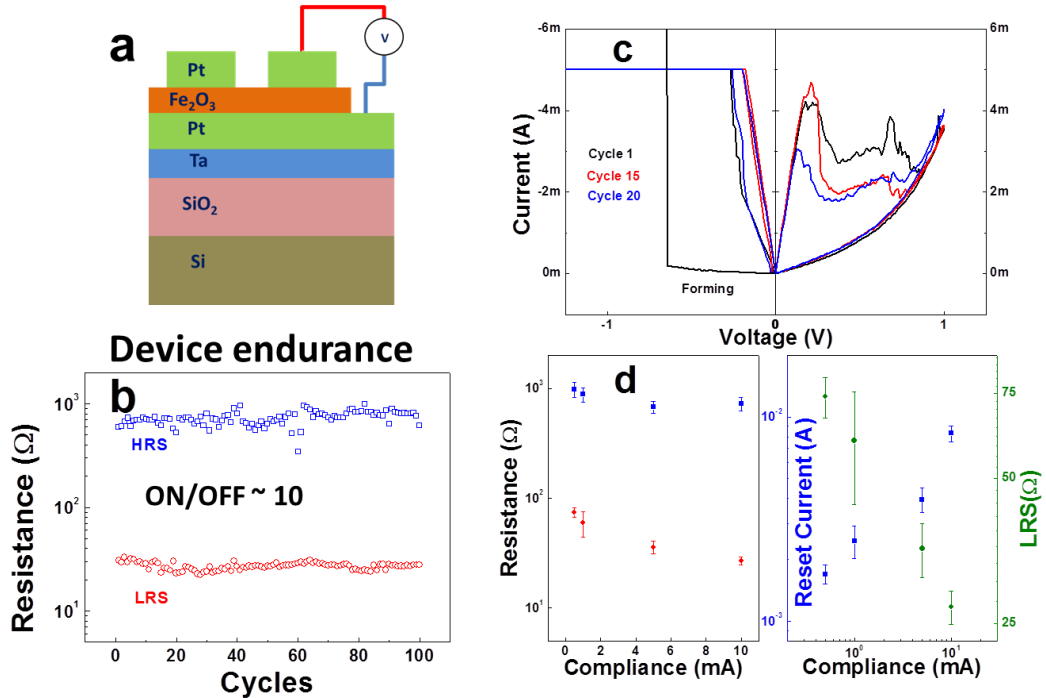 a
V
Pt
Fe₂O₃
Pt
Ta
SiO₂
Si
Device endurance
b
Resistance (Ω)
10³
10²
10¹
HRS
ON/OFF ~ 10
LRS
0 20 40 60 80 100
Cycles
c
Current (A)
-6m
-4m
-2m
0m
6m
4m
2m
0m
Cycle 1
Cycle 15
Cycle 20
Forming
-1 0 1
Voltage (V)
d
Resistance (Ω)
10³
10²
10¹
0 2 4 6 8 10
Compliance (mA)
Reset Current (A)
10⁻²
10⁻³
LRS(Ω)
75
50
25
10⁰ 10¹
Compliance (mA)